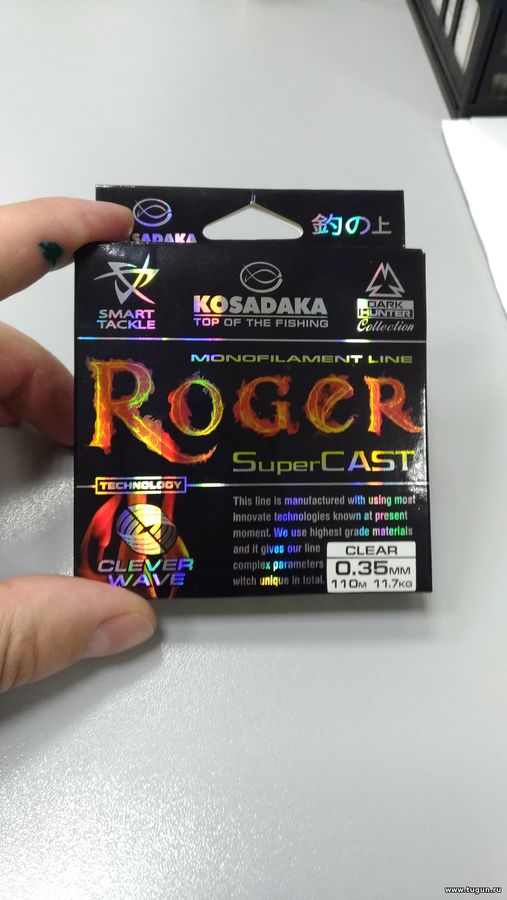 釣の上
SMART
TACKLE
KOSADAKA
TOP OF THE FISHING
DARK
HUNTER
Collection
MONOFILAMENT LINE
ROGER
SuperCAST
TECHNOLOGY
CLEVER
WAVE
This line is manufactured with using most
innovate technologies known at present
moment. We use highest grade materials
and it gives our line
complex parameters
witch unique in total.
CLEAR
0.35MM
110M 11.7KG
www.tugun.ru